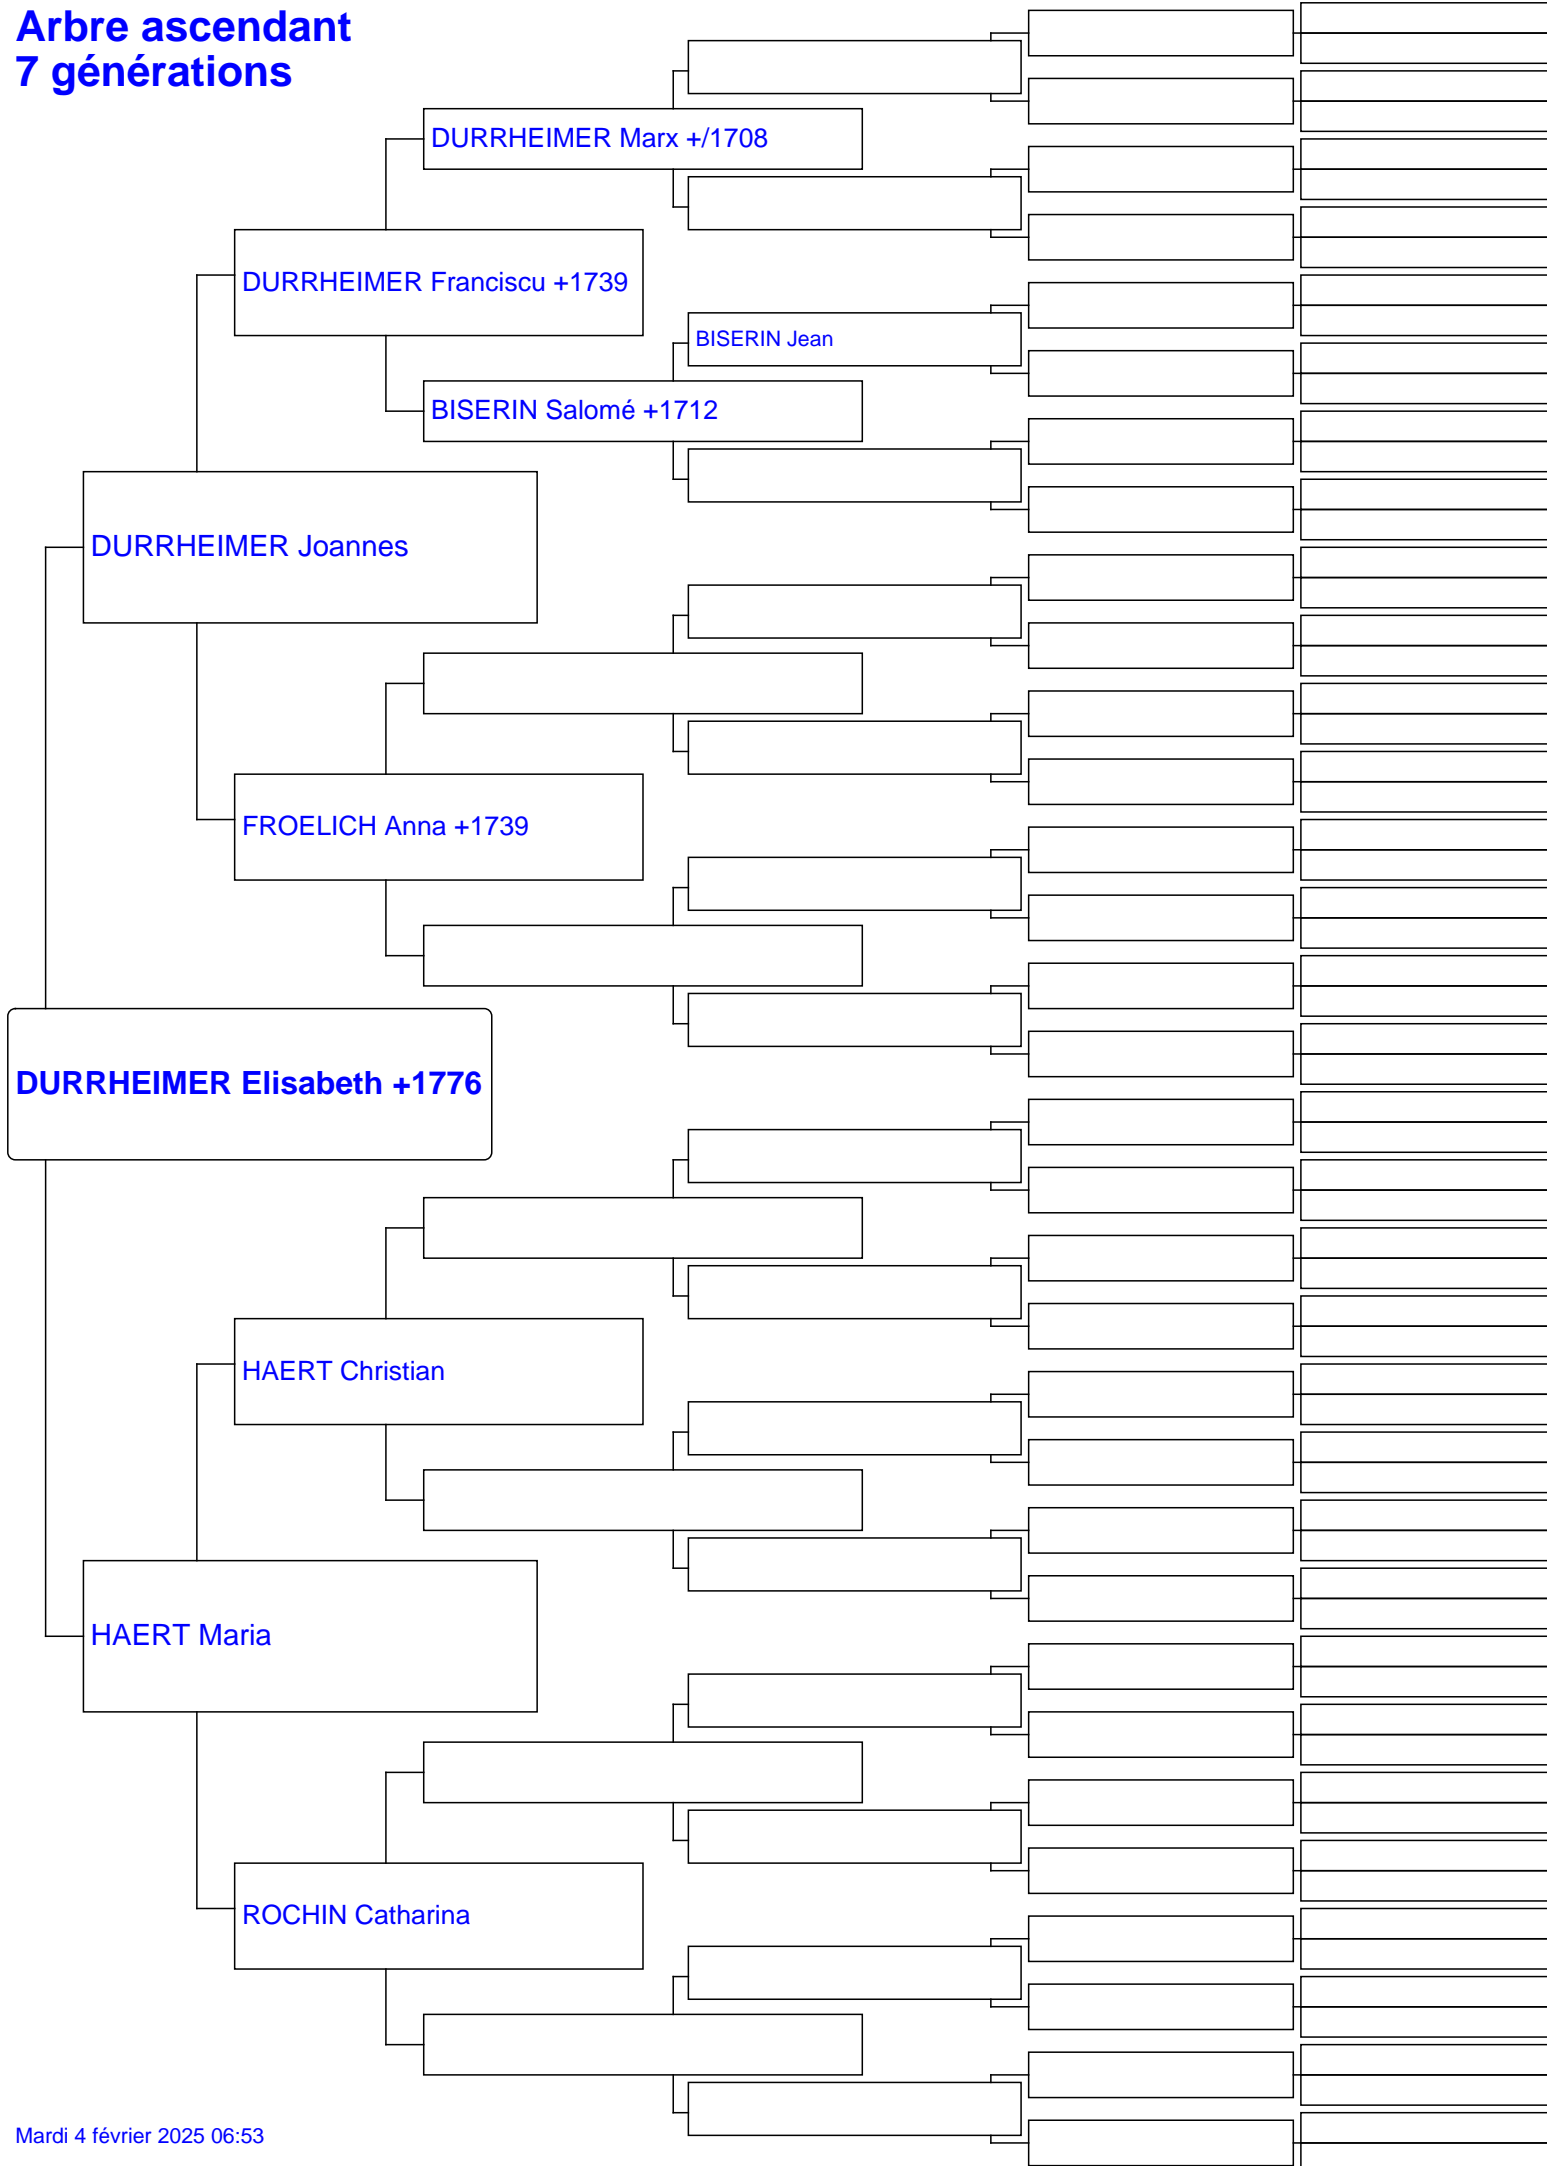 Arbre ascendant
7 générations
DURRHEIMER Marx +/1708
DURRHEIMER Franciscu +1739
BISERIN Jean
BISERIN Salomé +1712
DURRHEIMER Joannes
FROELICH Anna +1739
DURRHEIMER Elisabeth +1776
HAERT Christian
HAERT Maria
ROCHIN Catharina
Mardi 4 février 2025 06:53